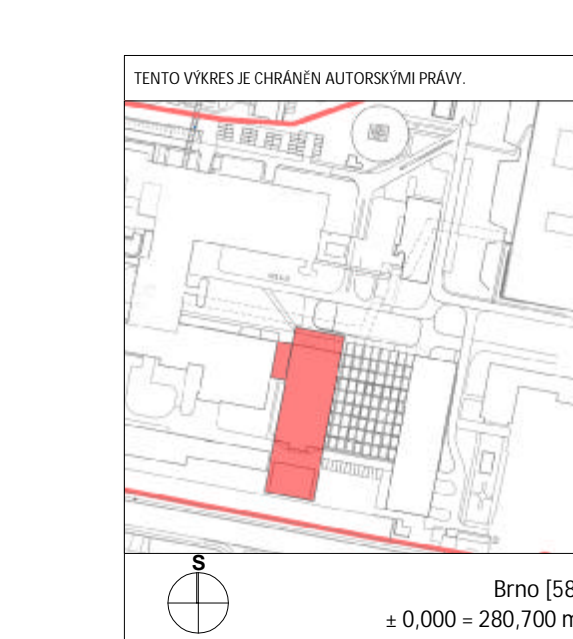 TENTO VÝKRES JE CHRÁNĚN AUTORSKÝMI PRÁVY.
S
Brno [58
± 0,000 = 280,700 m